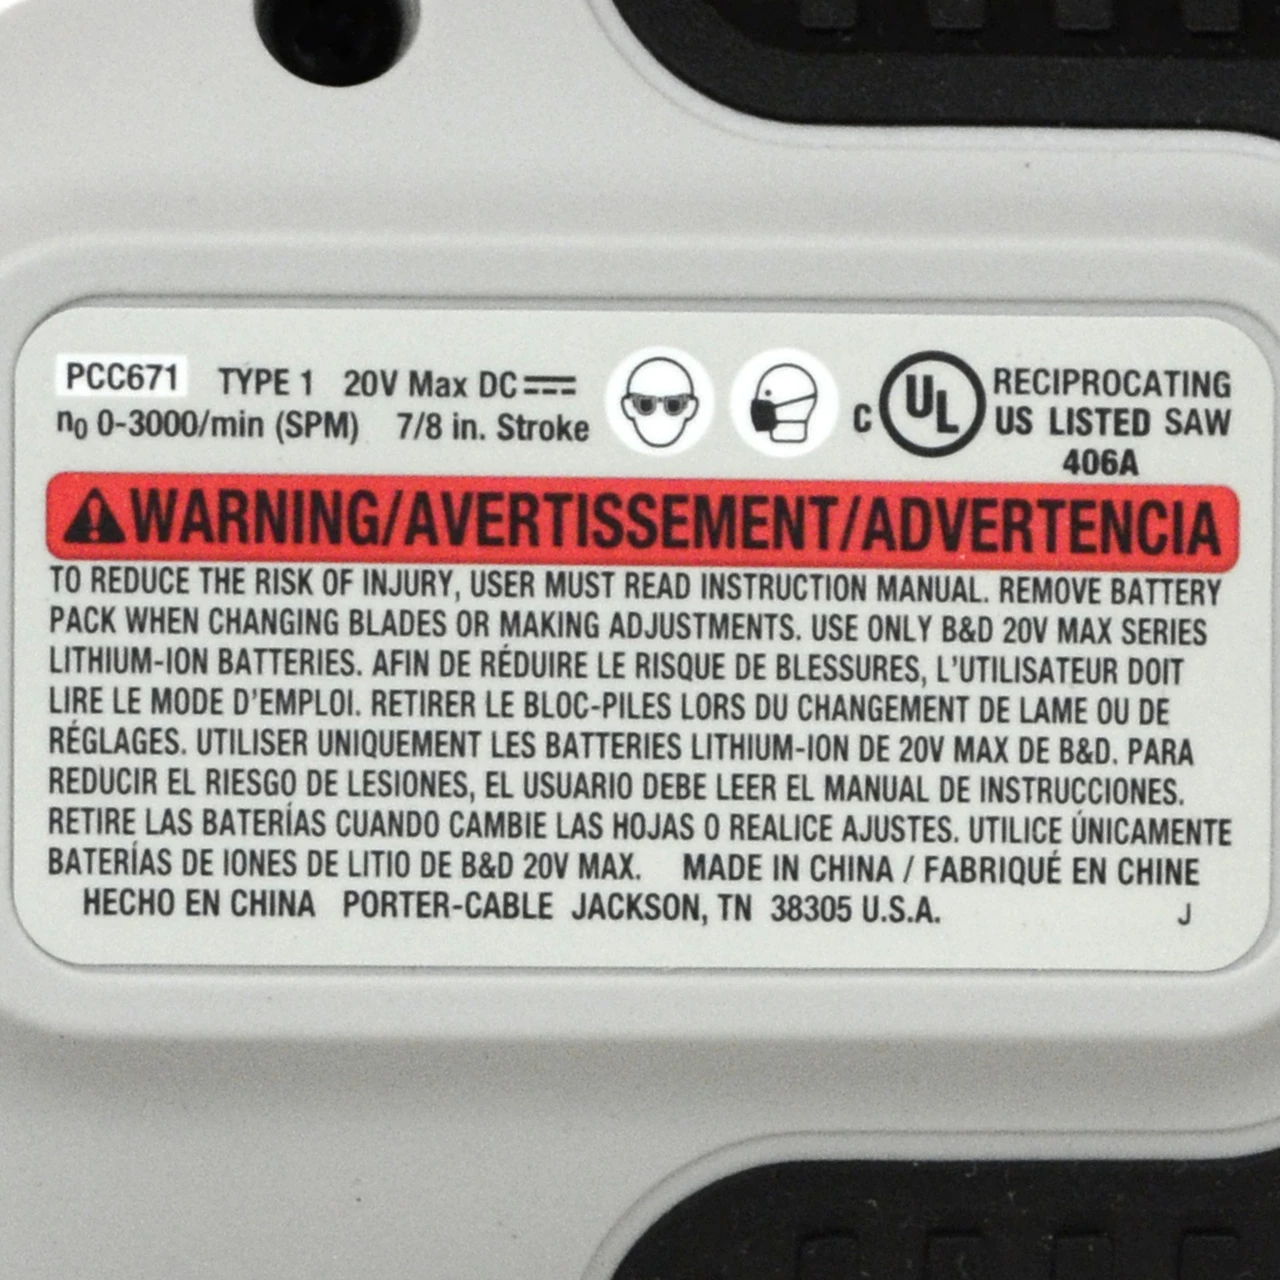 PCC671 TYPE 1 20V Max DC
n0 0-3000/min (SPM) 7/8 in. Stroke
C UL US LISTED
RECIPROCATING
SAW
406A
WARNING/AVERTISSEMENT/ADVERTENCIA
TO REDUCE THE RISK OF INJURY, USER MUST READ INSTRUCTION MANUAL. REMOVE BATTERY
PACK WHEN CHANGING BLADES OR MAKING ADJUSTMENTS. USE ONLY B&D 20V MAX SERIES
LITHIUM-ION BATTERIES. AFIN DE RÉDUIRE LE RISQUE DE BLESSURES, L'UTILISATEUR DOIT
LIRE LE MODE D'EMPLOI. RETIRER LE BLOC-PILES LORS DU CHANGEMENT DE LAME OU DE
RÉGLAGES. UTILISER UNIQUEMENT LES BATTERIES LITHIUM-ION DE 20V MAX DE B&D. PARA
REDUCIR EL RIESGO DE LESIONES, EL USUARIO DEBE LEER EL MANUAL DE INSTRUCCIONES.
RETIRE LAS BATERÍAS CUANDO CAMBIE LAS HOJAS O REALICE AJUSTES. UTILICE ÚNICAMENTE
BATERÍAS DE IONES DE LITIO DE B&D 20V MAX. MADE IN CHINA / FABRIQUÉ EN CHINE
HECHO EN CHINA PORTER-CABLE JACKSON, TN 38305 U.S.A. J